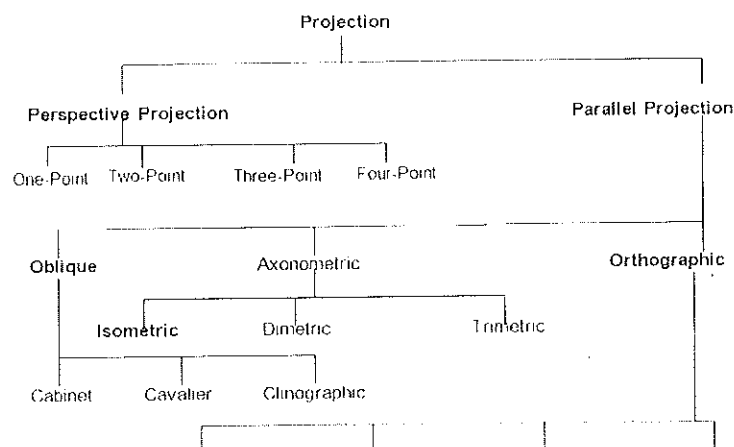 Projection
Perspective Projection Parallel Projection
One-Point Two-Point Three-Point Four-Point
Oblique Axonometric Orthographic
Isometric Dimetric Trimetric
Cabinet Cavalier Clinographic